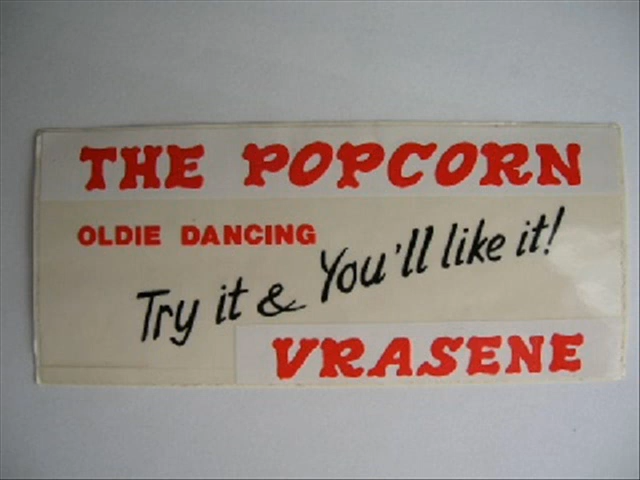 THE POPCORN
OLDIE DANCING
Try it & You'll like it!
VRASENE